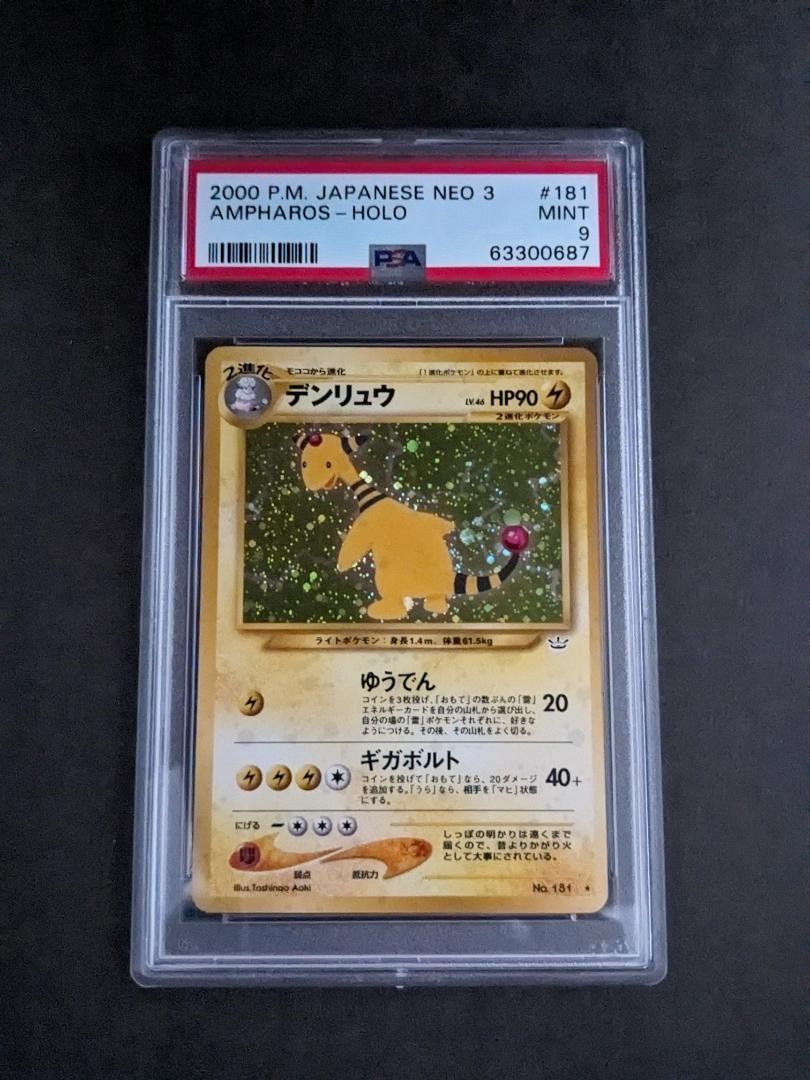 2000 P.M. JAPANESE NEO 3 #181
AMPHAROS - HOLO MINT
9
PSA 63300687
2進化 モココから進化 「1進化ポケモン」の上に重ねて進化させます。
デンリュウ LV.46 HP90
2進化ポケモン
ライトポケモン：身長1.4m、体重61.5kg
ゆうでん
コインを3枚投げ、「おもて」の数ぶんの「雷」
エネルギーカードを自分の山札から選び出し、
自分の場の「雷」ポケモンそれぞれに、好きな
ようにつける。その後、その山札をよく切る。
20
ギガボルト
コインを投げて「おもて」なら、20ダメージ
を追加する。「うら」なら、相手を「マヒ」状態
にする。
40+
にげる
しっぽの明かりは遠くまで
届くので、昔よりかがり火
として大事にされている。
弱点 抵抗力
Illus. Toshinao Aoki No. 181